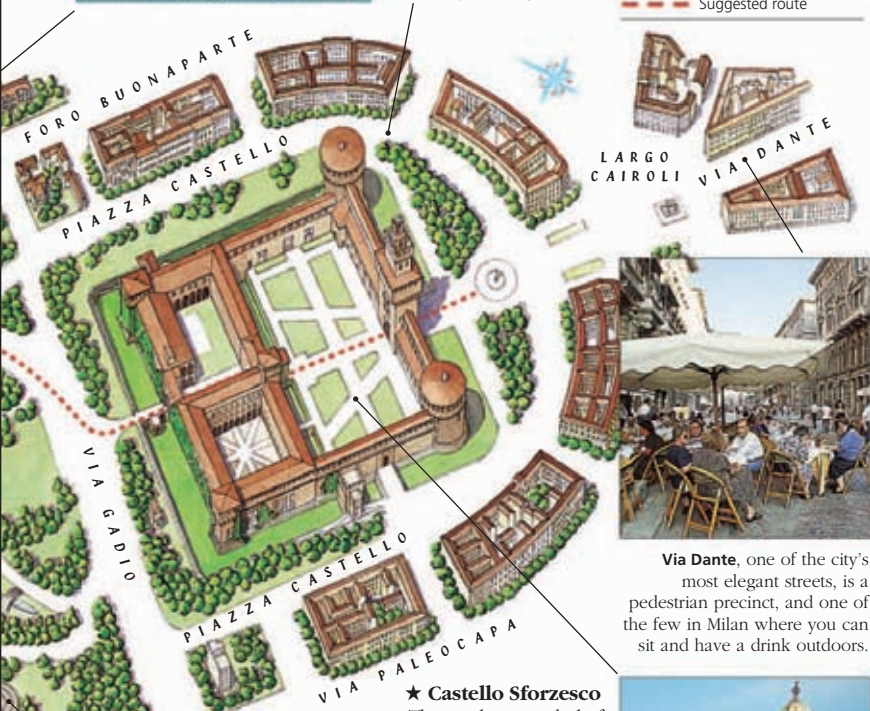 Suggested route
FORO BUONAPARTE
PIAZZA CASTELLO
LARGO
CAIROLI
VIA DANTE
VIA GADIO
PIAZZA CASTELLO
VIA PALEOCAPA
Via Dante, one of the city's
most elegant streets, is a
pedestrian precinct, and one of
the few in Milan where you can
sit and have a drink outdoors.
★ Castello Sforzesco